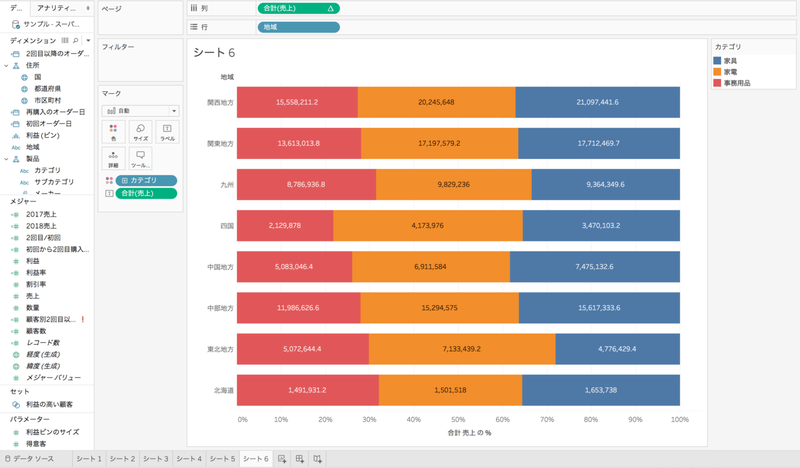 デ...
アナリティ...
サンプル - スーパ...
ディメンション
2回目以降のオーダ...
住所
国
都道府県
市区町村
再購入のオーダー日
初回オーダー日
利益 (ビン)
Abc 地域
製品
Abc カテゴリ
Abc サブカテゴリ
メーカー
メジャー
2017売上
2018売上
2回目/初回
初回から2回目購入...
利益
利益率
割引率
売上
数量
顧客別2回目以...
顧客数
レコード数
経度 (生成)
緯度 (生成)
メジャー バリュー
セット
利益の高い顧客
パラメーター
利益ビンのサイズ
得意客
ページ
フィルター
マーク
自動
色 サイズ ラベル
詳細 ツール...
カテゴリ
合計(売上)
列 合計(売上)
行 地域
シート 6
地域
関西地方 15,558,211.2 20,245,648 21,097,441.6
関東地方 13,613,013.8 17,197,579.2 17,712,469.7
九州 8,786,936.8 9,829,236 9,364,349.6
四国 2,129,878 4,173,976 3,470,103.2
中国地方 5,083,046.4 6,911,584 7,475,132.6
中部地方 11,986,626.6 15,294,575 15,617,333.6
東北地方 5,072,644.4 7,133,439.2 4,776,429.4
北海道 1,491,931.2 1,501,518 1,653,738
0% 10% 20% 30% 40% 50% 60% 70% 80% 90% 100%
合計 売上 の %
カテゴリ
家具
家電
事務用品
データ ソース シート 1 シート 2 シート 3 シート 4 シート 5 シート 6